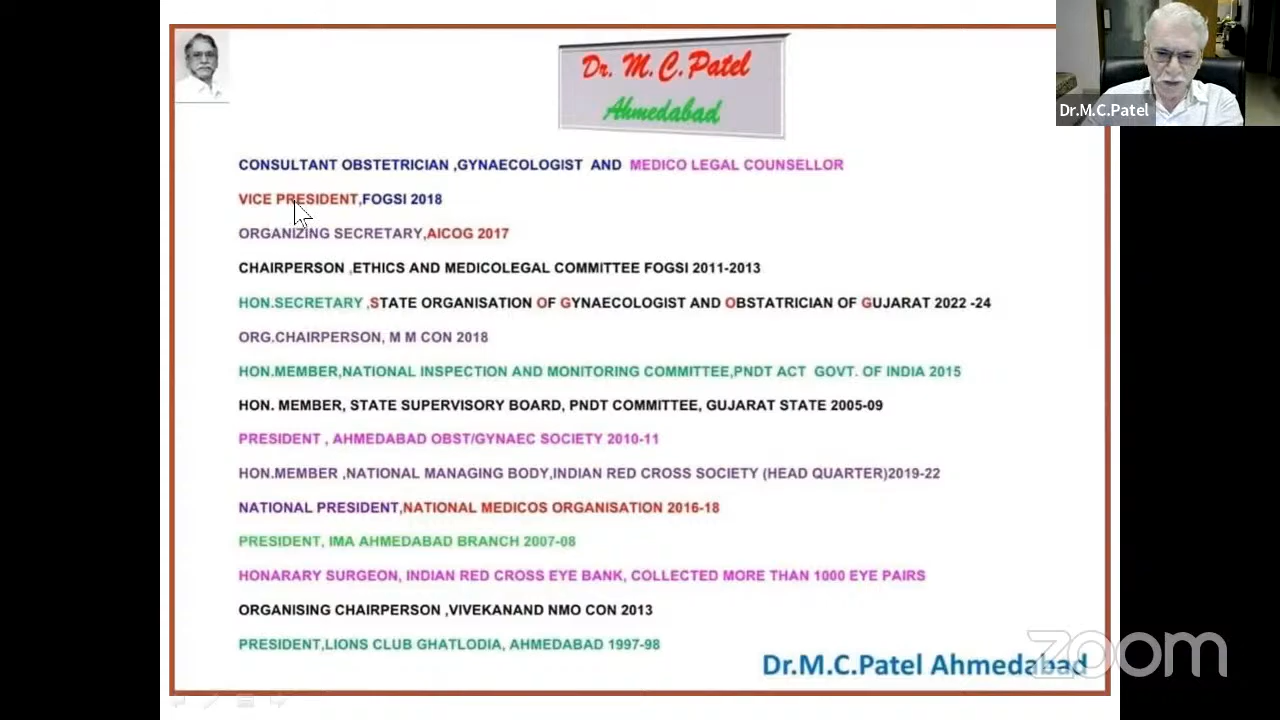 Dr. M. C. Patel
Ahmedabad
Dr.M.C.Patel
CONSULTANT OBSTETRICIAN ,GYNAECOLOGIST AND MEDICO LEGAL COUNSELLOR
VICE PRESIDENT,FOGSI 2018
ORGANIZING SECRETARY,AICOG 2017
CHAIRPERSON ,ETHICS AND MEDICOLEGAL COMMITTEE FOGSI 2011-2013
HON.SECRETARY ,STATE ORGANISATION OF GYNAECOLOGIST AND OBSTATRICIAN OF GUJARAT 2022 -24
ORG.CHAIRPERSON, M M CON 2018
HON.MEMBER,NATIONAL INSPECTION AND MONITORING COMMITTEE,PNDT ACT GOVT. OF INDIA 2015
HON. MEMBER, STATE SUPERVISORY BOARD, PNDT COMMITTEE, GUJARAT STATE 2005-09
PRESIDENT , AHMEDABAD OBST/GYNAEC SOCIETY 2010-11
HON.MEMBER ,NATIONAL MANAGING BODY,INDIAN RED CROSS SOCIETY (HEAD QUARTER)2019-22
NATIONAL PRESIDENT,NATIONAL MEDICOS ORGANISATION 2016-18
PRESIDENT, IMA AHMEDABAD BRANCH 2007-08
HONARARY SURGEON, INDIAN RED CROSS EYE BANK, COLLECTED MORE THAN 1000 EYE PAIRS
ORGANISING CHAIRPERSON ,VIVEKANAND NMO CON 2013
PRESIDENT,LIONS CLUB GHATLODIA, AHMEDABAD 1997-98
Dr.M.C.Patel Ahmedabad
zoom